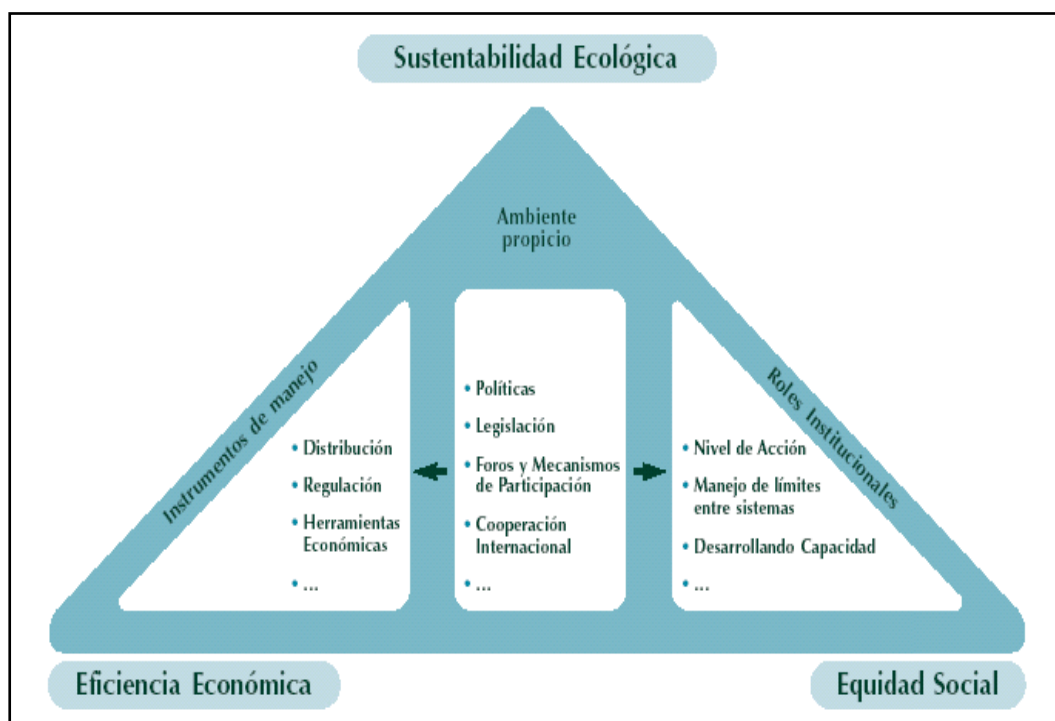 Sustentabilidad Ecológica
Ambiente
propicio
Instrumentos de manejo
Roles Institucionales
• Distribución
• Regulación
• Herramientas
Económicas
• ...
• Políticas
• Legislación
• Foros y Mecanismos
de Participación
• Cooperación
Internacional
• ...
• Nivel de Acción
• Manejo de límites
entre sistemas
• Desarrollando Capacidad
• ...
Eficiencia Económica
Equidad Social